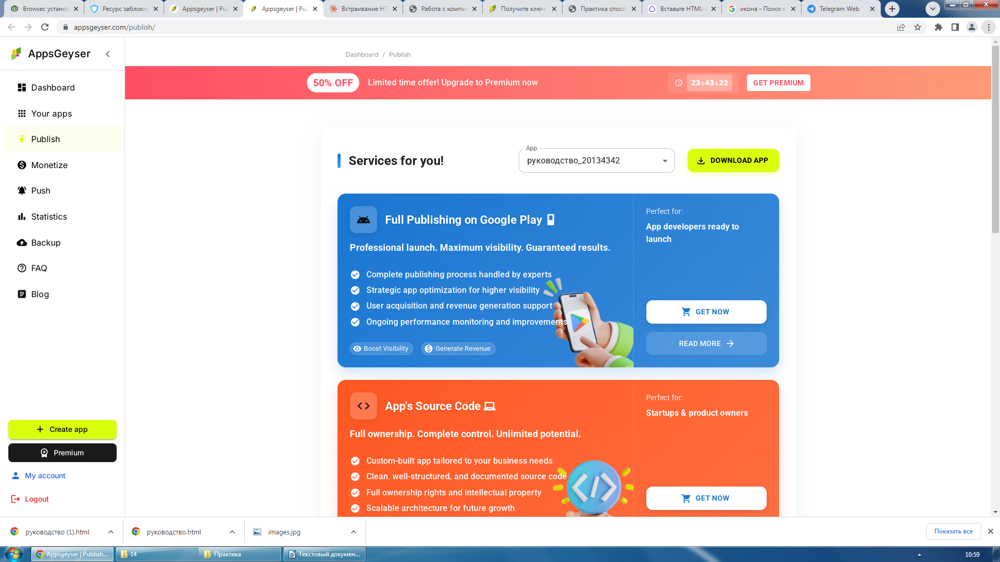 Browsec установ
Ресурс заблокир
Appsgeyser | Pub
Appsgeyser | Pub
Встраивание HT
Работа с компь
Получите ключ
Практика спосо
Вставьте HTML-
икона - Поиск в
Telegram Web
appsgeyser.com/publish/
AppsGeyser
Dashboard / Publish
50% OFF
Limited time offer! Upgrade to Premium now
23:43:22
GET PREMIUM
Dashboard
Your apps
Publish
Monetize
Push
Statistics
Backup
FAQ
Blog
Create app
Premium
My account
Logout
Services for you!
App
руководство_20134342
DOWNLOAD APP
Full Publishing on Google Play
Professional launch. Maximum visibility. Guaranteed results.
Complete publishing process handled by experts
Strategic app optimization for higher visibility
User acquisition and revenue generation support
Ongoing performance monitoring and improvements
Boost Visibility
Generate Revenue
Perfect for:
App developers ready to
launch
GET NOW
READ MORE
App's Source Code
Full ownership. Complete control. Unlimited potential.
Custom-built app tailored to your business needs
Clean, well-structured, and documented source code
Full ownership rights and intellectual property
Scalable architecture for future growth
Perfect for:
Startups & product owners
GET NOW
руководство (1).html
руководство.html
images.jpg
Показать все
Appsgeyser | Publish...
14
Практика
Текстовый докумен...
10:59